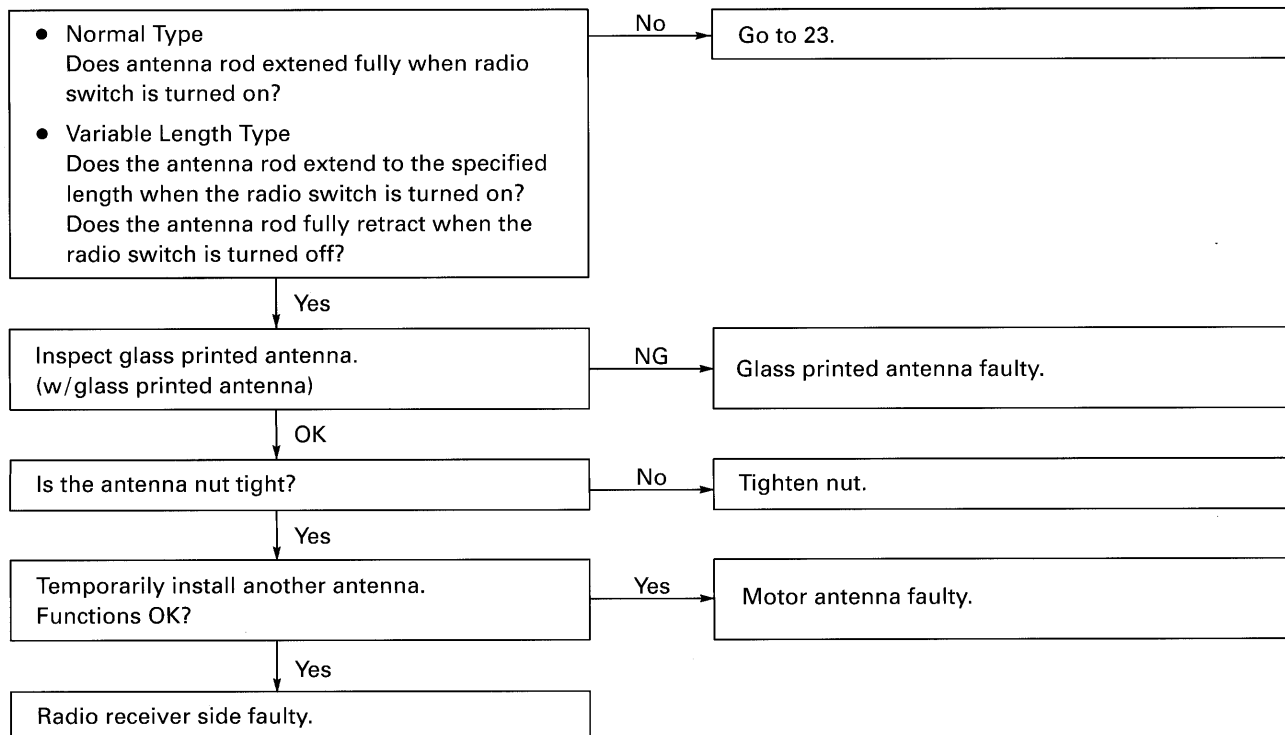 ● Normal Type
Does antenna rod extened fully when radio
switch is turned on?
● Variable Length Type
Does the antenna rod extend to the specified
length when the radio switch is turned on?
Does the antenna rod fully retract when the
radio switch is turned off?
No
Go to 23.
Yes
Inspect glass printed antenna.
(w/glass printed antenna)
NG
Glass printed antenna faulty.
OK
Is the antenna nut tight?
No
Tighten nut.
Yes
Temporarily install another antenna.
Functions OK?
Yes
Motor antenna faulty.
Yes
Radio receiver side faulty.